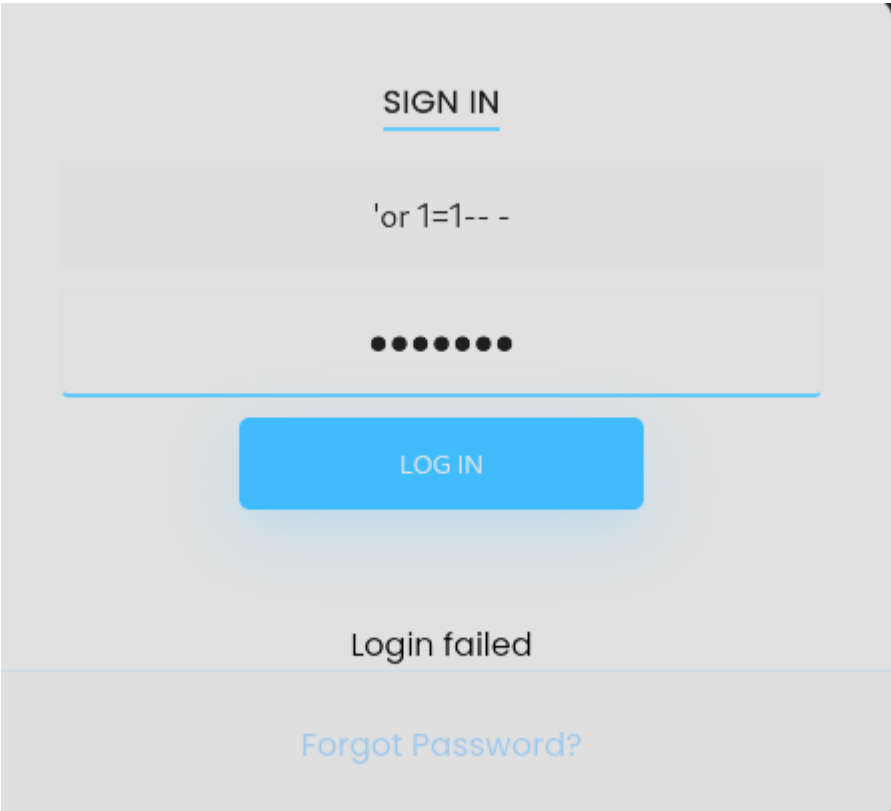 SIGN IN
'or 1=1-- -
•••••••
LOG IN
Login failed
Forgot Password?